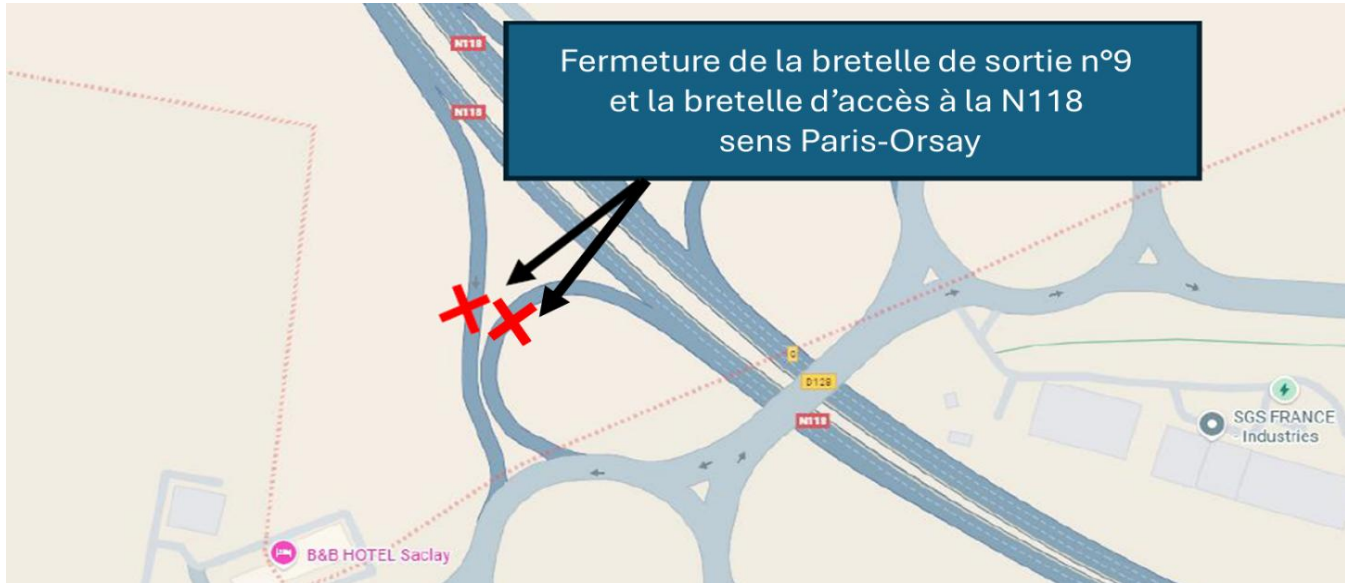 N118
N118
Fermeture de la bretelle de sortie n°9
et la bretelle d’accès à la N118
sens Paris-Orsay
D128
N118
SGS FRANCE
- Industries
B&B HOTEL Saclay